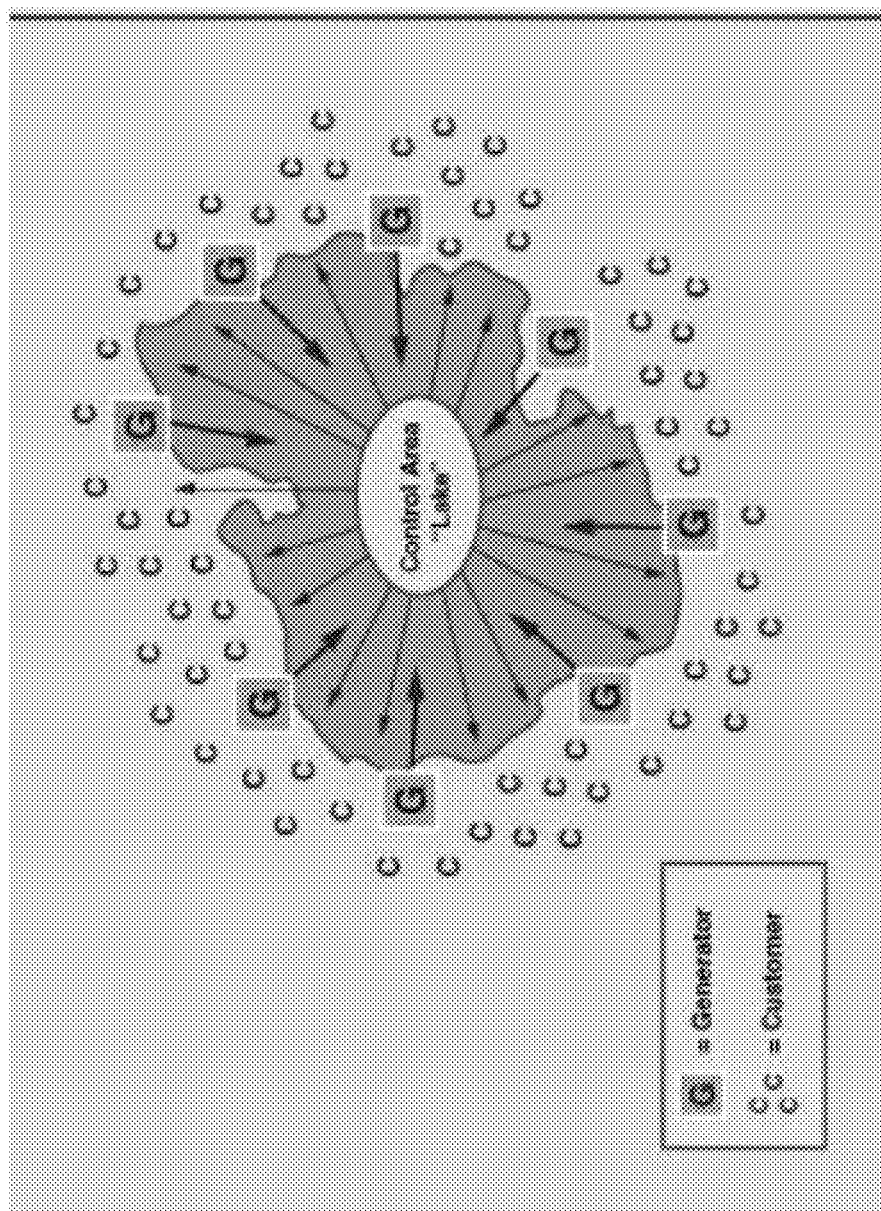 C C C C
C C C G C
C C C C
C C C C C G C
C C C G C C
C C C C
C G Control Area G C
C "Lake" C C C
C C C
C C C C
C C C G
C G C
C C C C C
C C G C C C C
C C C C C C
C
G = Generator
C C C = Customer